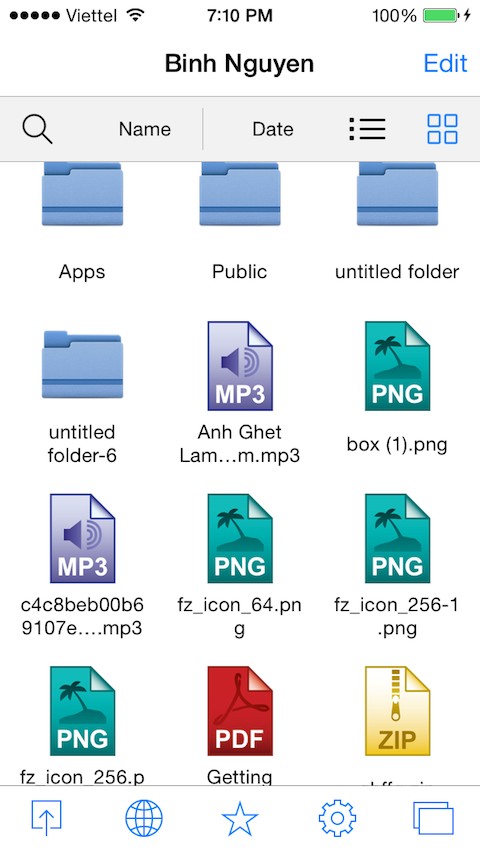 Viettel 7:10 PM 100%
Binh Nguyen Edit
Name Date
Apps Public untitled folder
MP3 PNG
untitled Anh Ghet box (1).png
folder-6 Lam...m.mp3
MP3 PNG PNG
c4c8beb00b6 fz_icon_64.pn fz_icon_256-1
9107e....mp3 g .png
PNG PDF ZIP
fz_icon_256.p Getting